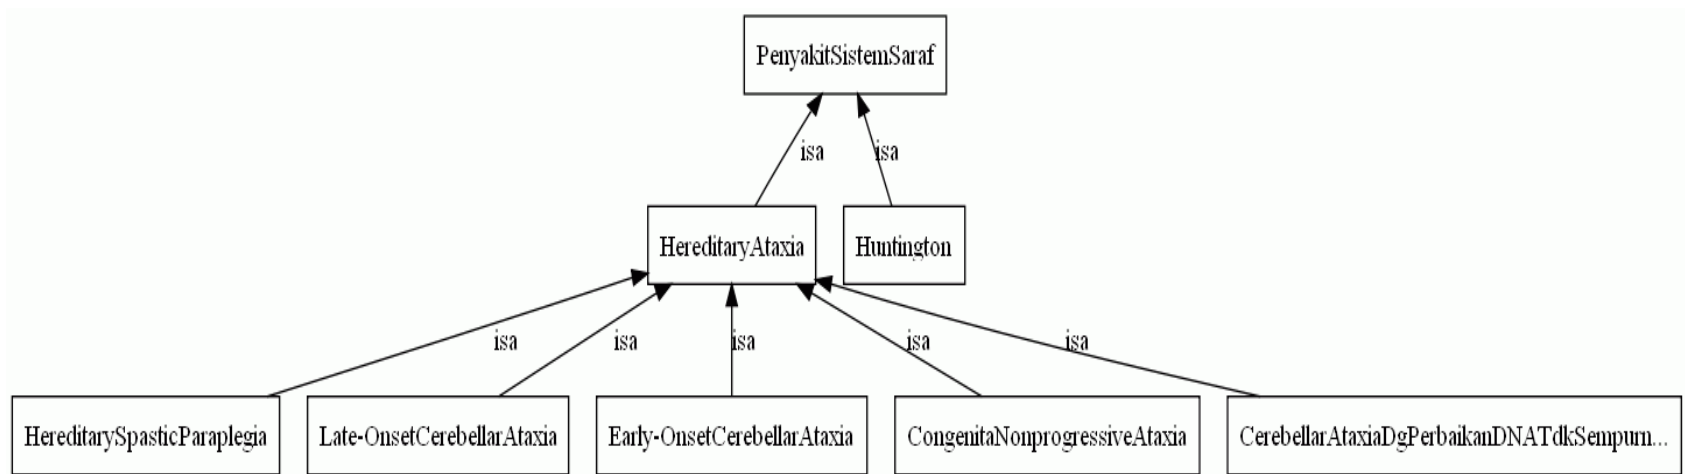 PenyakitSistemSaraf
isa
isa
HereditaryAtaxia
Huntington
isa
isa
isa
isa
isa
HereditarySpasticParaplegia
Late-OnsetCerebellarAtaxia
Early-OnsetCerebellarAtaxia
CongenitaNonprogressiveAtaxia
CerebellarAtaxiaDgPerbaikanDNATdkSempurn...